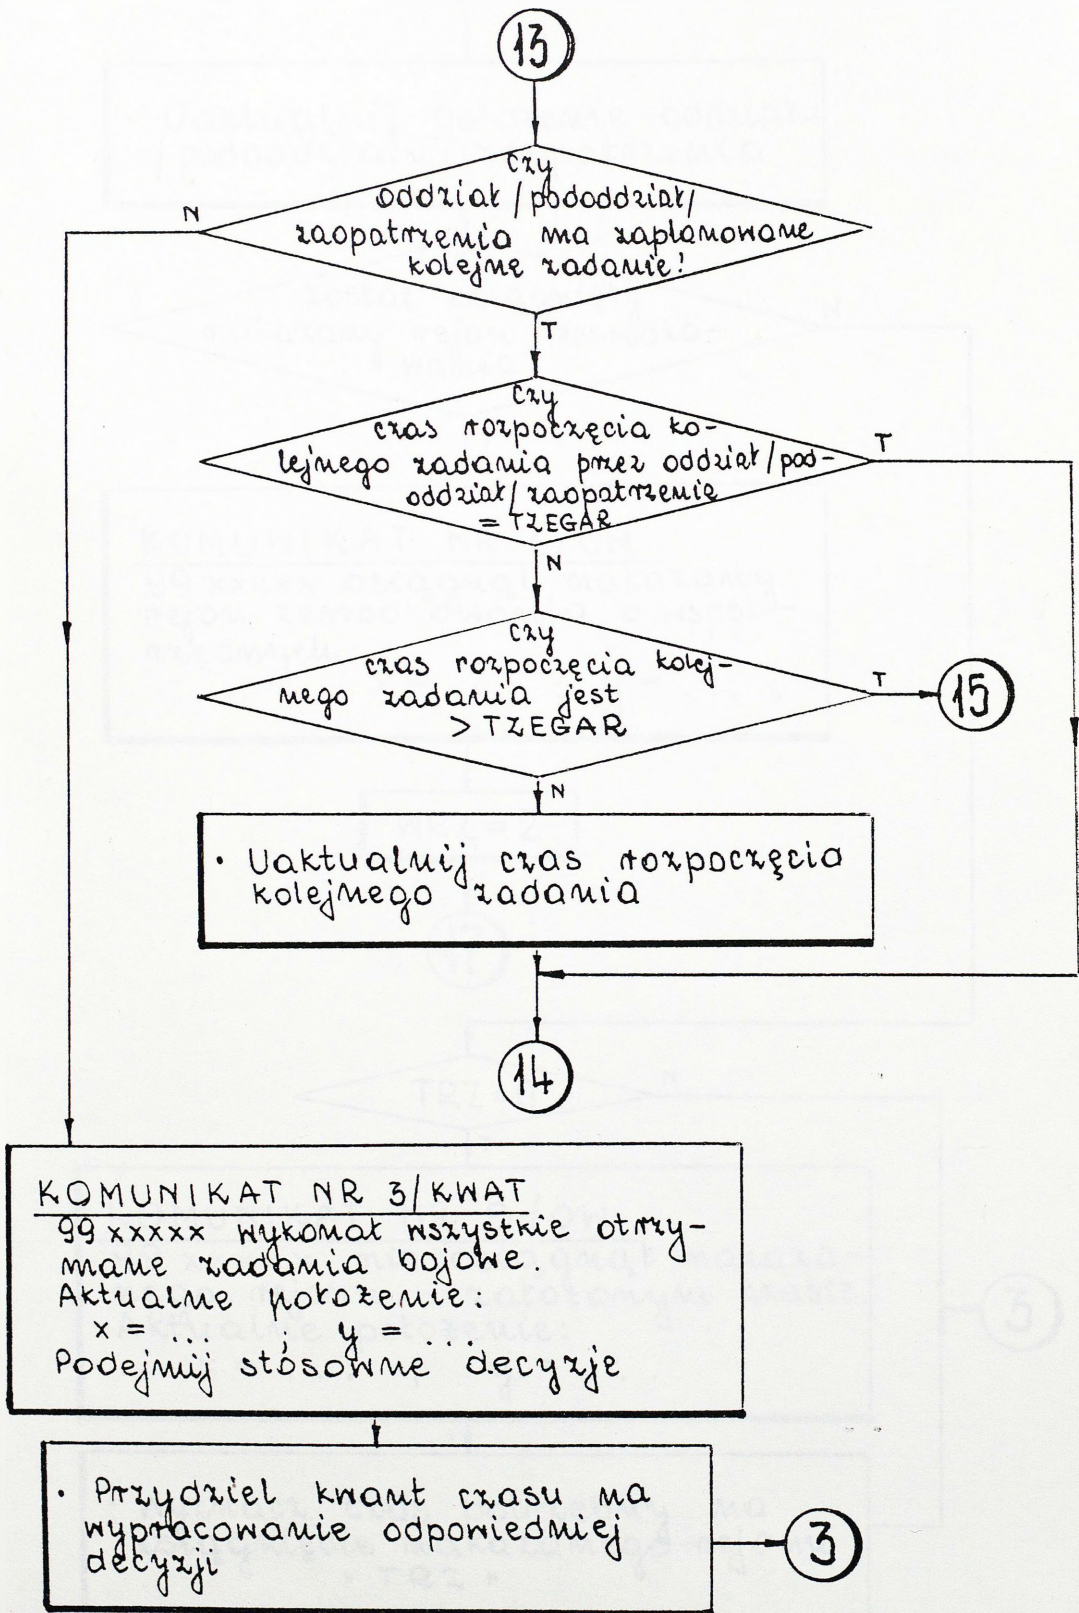 13
Czy
oddział/pododdział/
zaopatrzenia ma zaplanowane
kolejne zadanie!
N
T
Czy
czas rozpoczęcia ko-
lejnego zadania przez oddział/pod-
oddział/zaopatrzenie
= TZEGAR
T
N
Czy
czas rozpoczęcia kolej-
nego zadania jest
> TZEGAR
T
15
N
· Uaktualnij czas rozpoczęcia
kolejnego zadania
14
KOMUNIKAT NR 3/KWAT
99xxxxx wykonał wszystkie otrzy-
mane zadania bojowe.
Aktualne położenie:
x = ... ; y = ...
Podejmij stosowne decyzje
· Przydziel kwant czasu na
wypracowanie odpowiedniej
decyzji
3